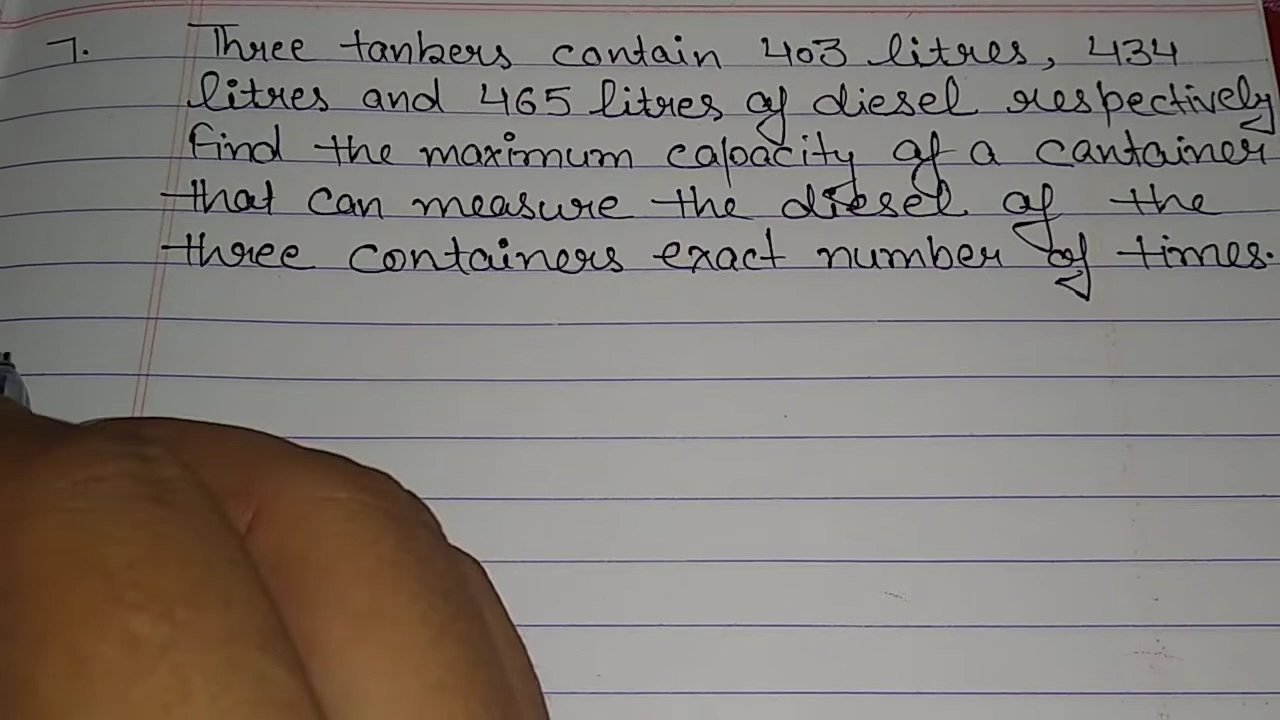 7. Three tankers contain 403 litres, 434
litres and 465 litres of diesel respectively
find the maximum capacity of a cantainer
that can measure the diesel of the
three containers exact number of times.